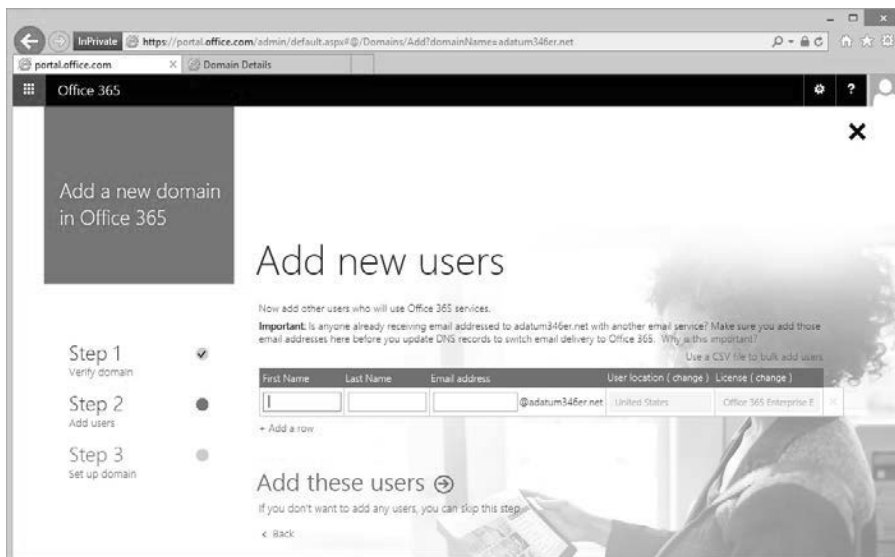 InPrivate https://portal.office.com/admin/default.aspx#@/Domains/Add?domainName=adatum346er.net
portal.office.com
Domain Details
Office 365
?
Add a new domain
in Office 365
Add new users
Now add other users who will use Office 365 services.
Important: Is anyone already receiving email addressed to adatum346er.net with another email service? Make sure you add those
email addresses here before you update DNS records to switch email delivery to Office 365. Why is this important?
Use a CSV file to bulk add users
Step 1
Verify domain
Step 2
Add users
Step 3
Set up domain
First Name Last Name Email address User location ( change ) License ( change )
@adatum346er.net United States Office 365 Enterprise E
+ Add a row
Add these users
If you don't want to add any users, you can skip this step
< Back